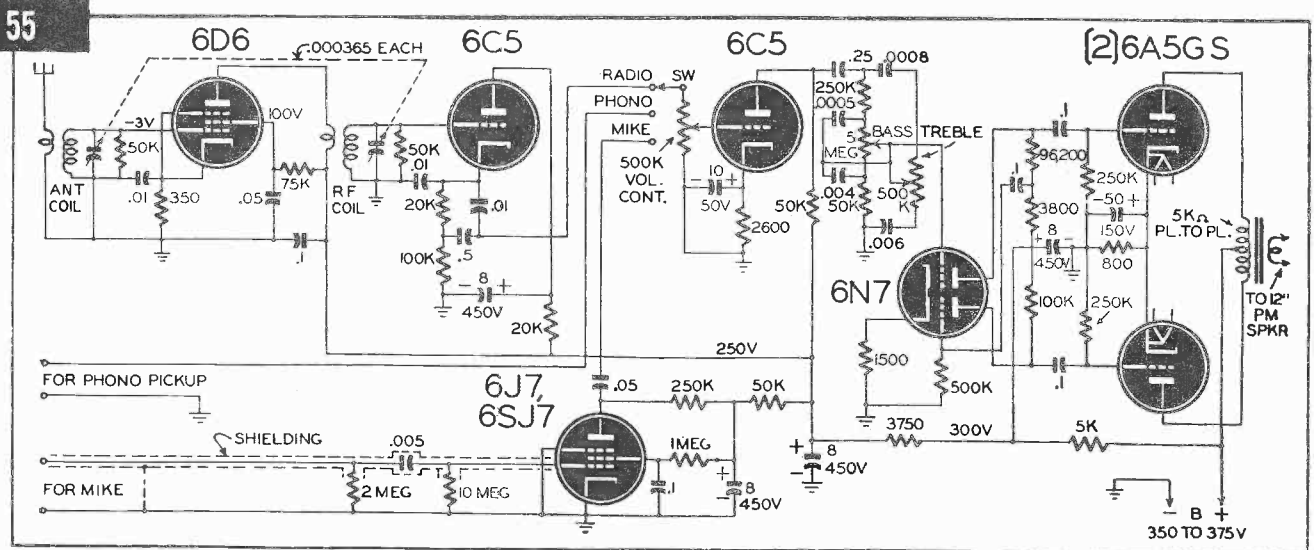 55
6D6
.000365 EACH
6C5
6C5
(2) 6A5GS
RADIO
SW
PHONO
MIKE
.25
.0008
250K
.0005
5
MEG
BASS
TREBLE
500
K
.004
50K
.006
100V
-3V
50K
75K
ANT
COIL
.01
350
.05
.1
RF
COIL
50K
.01
20K
.01
.5
100K
- 8 +
450V
20K
500K
VOL.
CONT.
- 10 +
50V
2600
50K
250V
.1
96200
250K
.1
3800
-50+
150V
+ 8 -
450V
800
100K
250K
.1
5KΩ
PL. TO PL.
TO 12"
PM
SPKR
6N7
1500
500K
FOR PHONO PICKUP
6J7,
6SJ7
.05
250K
50K
3750
300V
5K
SHIELDING
.005
FOR MIKE
2 MEG
10 MEG
1MEG
.1
+
-
8
450V
+
-
8
450V
- B +
350 TO 375V